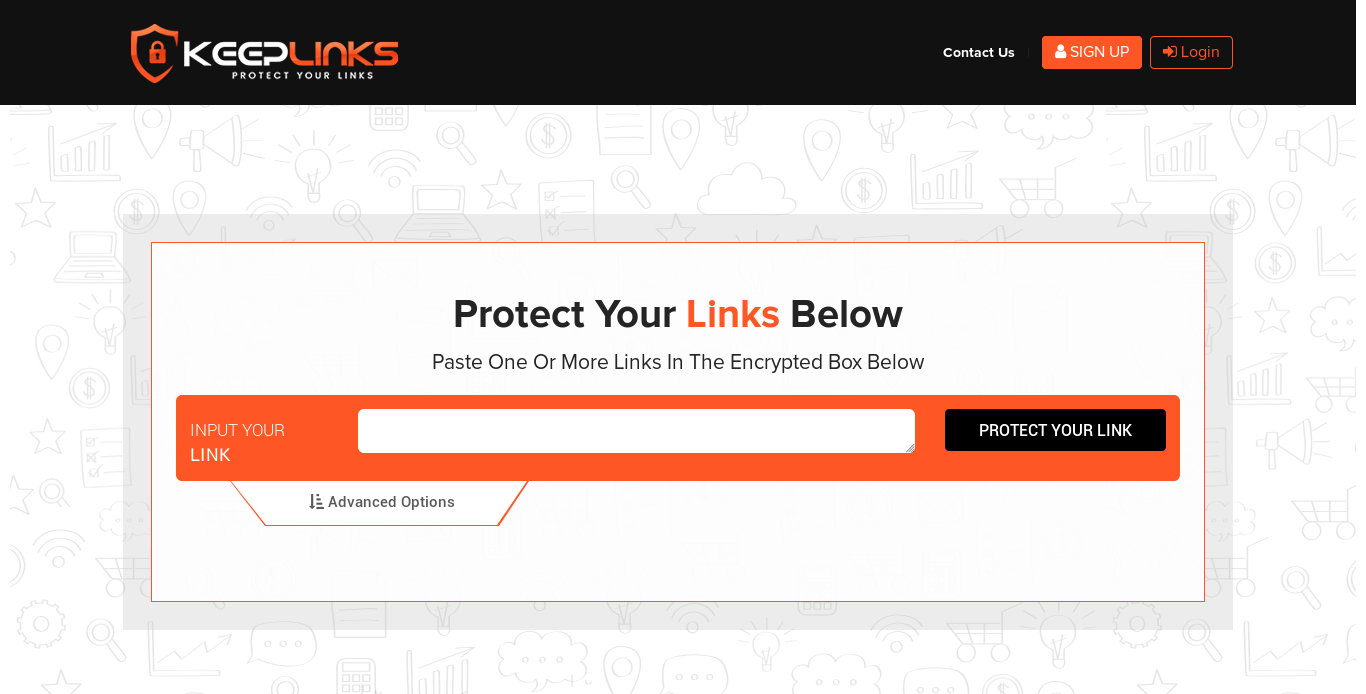 KEEPLINKS
PROTECT YOUR LINKS
Contact Us
SIGN UP
Login
Protect Your Links Below
Paste One Or More Links In The Encrypted Box Below
INPUT YOUR
LINK
PROTECT YOUR LINK
Advanced Options